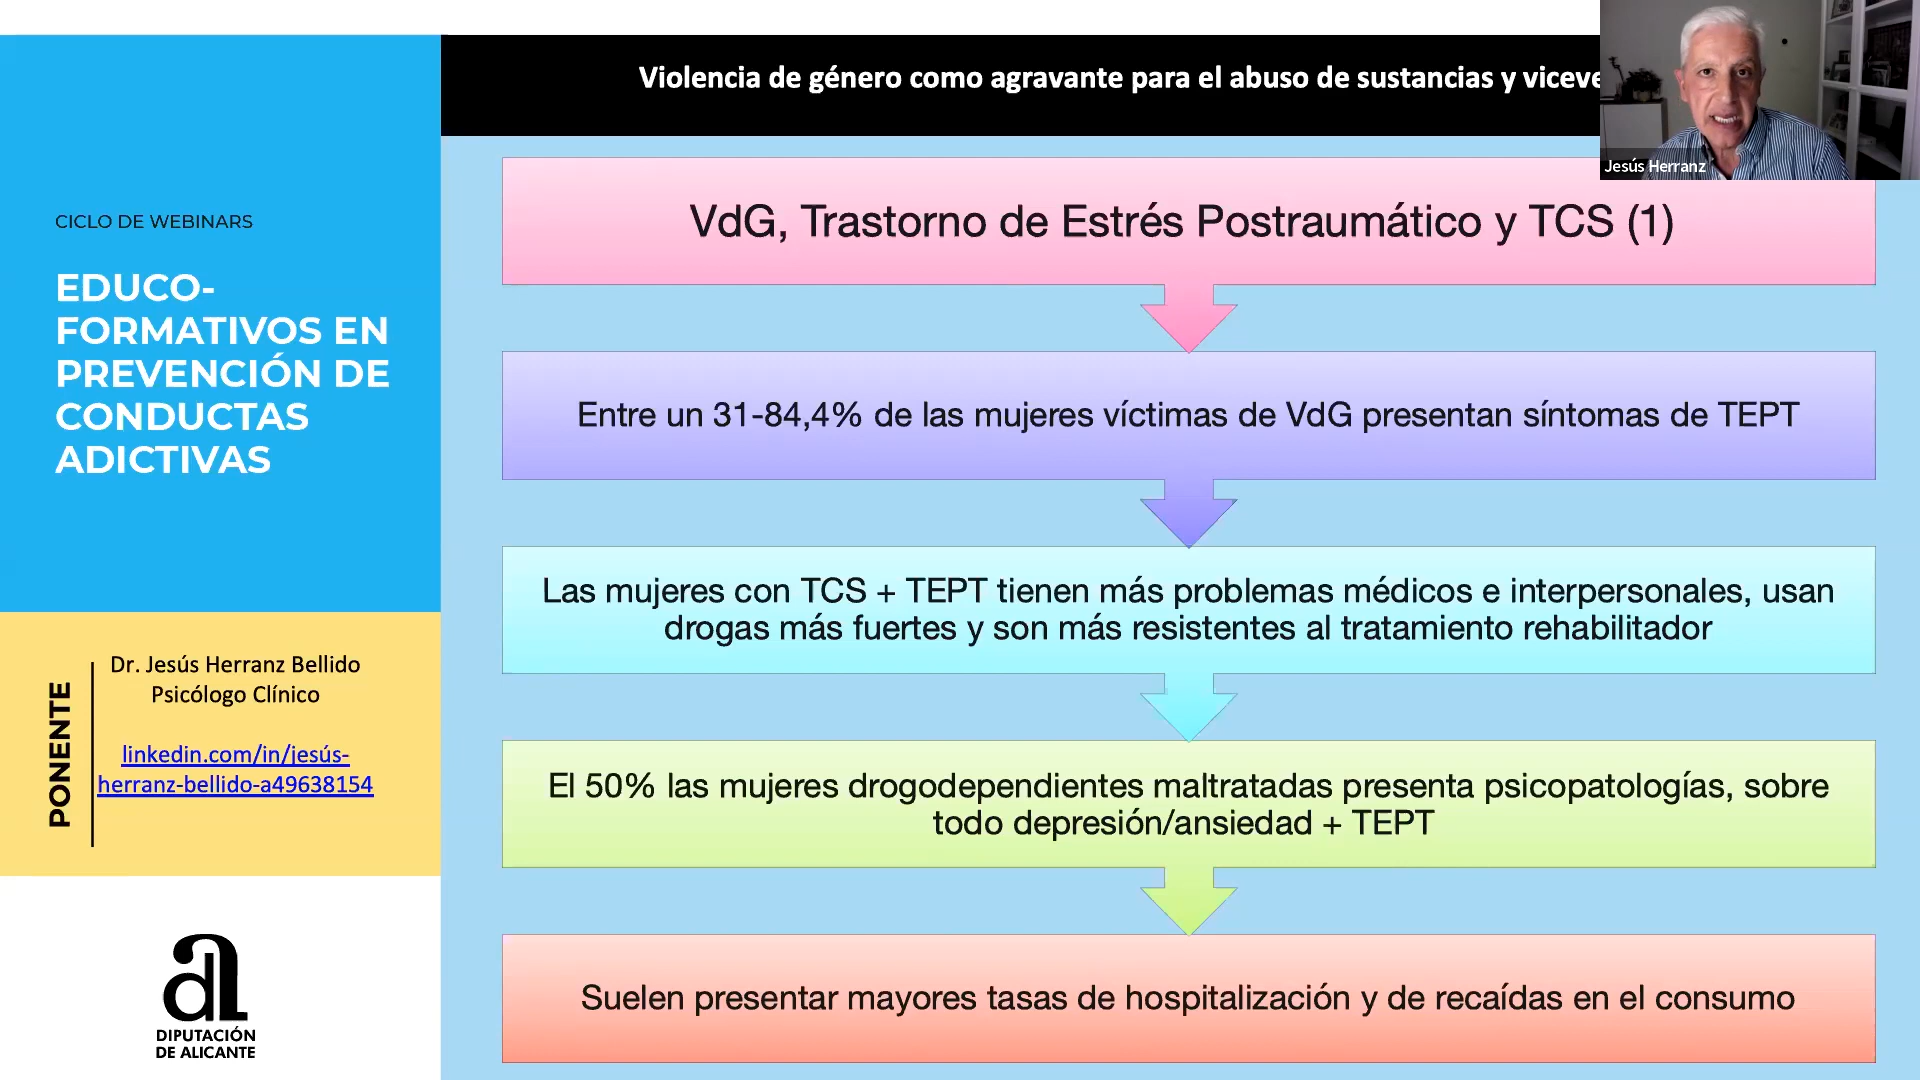 CICLO DE WEBINARS
EDUCO-
FORMATIVOS EN
PREVENCIÓN DE
CONDUCTAS
ADICTIVAS
PONENTE
Dr. Jesús Herranz Bellido
Psicólogo Clínico
linkedin.com/in/jesús-
herranz-bellido-a49638154
DIPUTACIÓN
DE ALICANTE
Violencia de género como agravante para el abuso de sustancias y viceve
Jesús Herranz
VdG, Trastorno de Estrés Postraumático y TCS (1)
Entre un 31-84,4% de las mujeres víctimas de VdG presentan síntomas de TEPT
Las mujeres con TCS + TEPT tienen más problemas médicos e interpersonales, usan
drogas más fuertes y son más resistentes al tratamiento rehabilitador
El 50% las mujeres drogodependientes maltratadas presenta psicopatologías, sobre
todo depresión/ansiedad + TEPT
Suelen presentar mayores tasas de hospitalización y de recaídas en el consumo